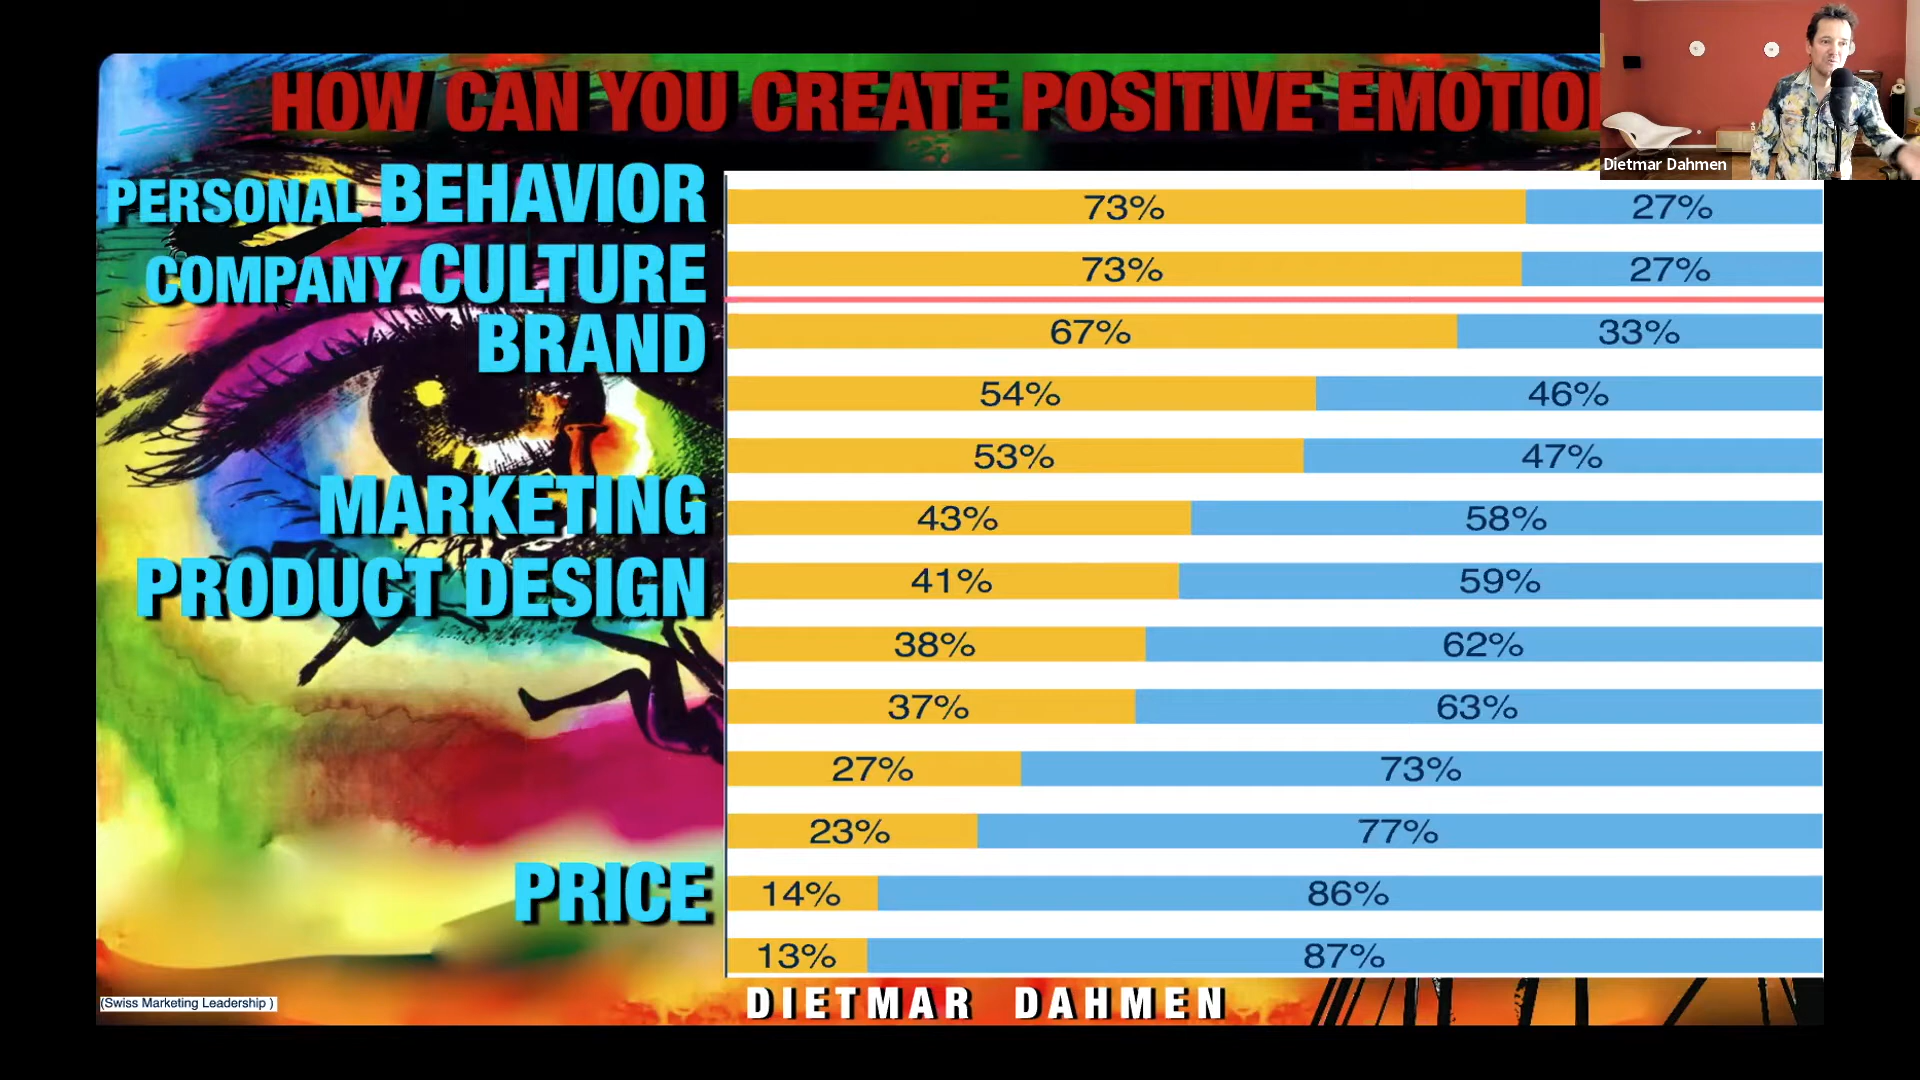 HOW CAN YOU CREATE POSITIVE EMOTIO
Dietmar Dahmen
PERSONAL BEHAVIOR 73% 27%
COMPANY CULTURE 73% 27%
BRAND 67% 33%
54% 46%
53% 47%
MARKETING 43% 58%
PRODUCT DESIGN 41% 59%
38% 62%
37% 63%
27% 73%
23% 77%
PRICE 14% 86%
13% 87%
(Swiss Marketing Leadership )
DIETMAR DAHMEN